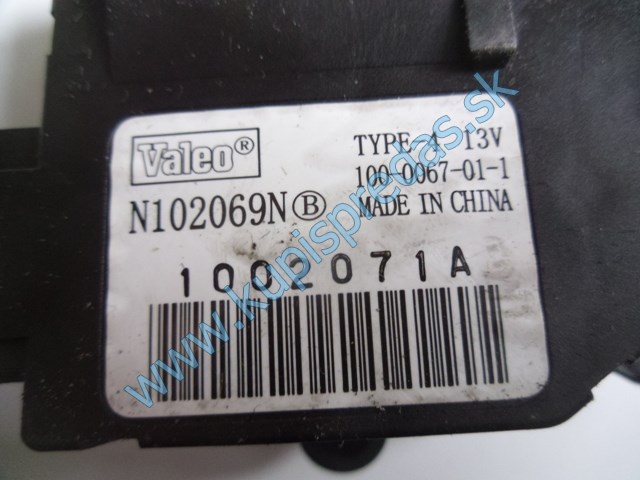 Valeo®
TYPE 4 13V
100-0067-01-1
N102069N Ⓑ MADE IN CHINA
1002071A
www.kupispredas.sk